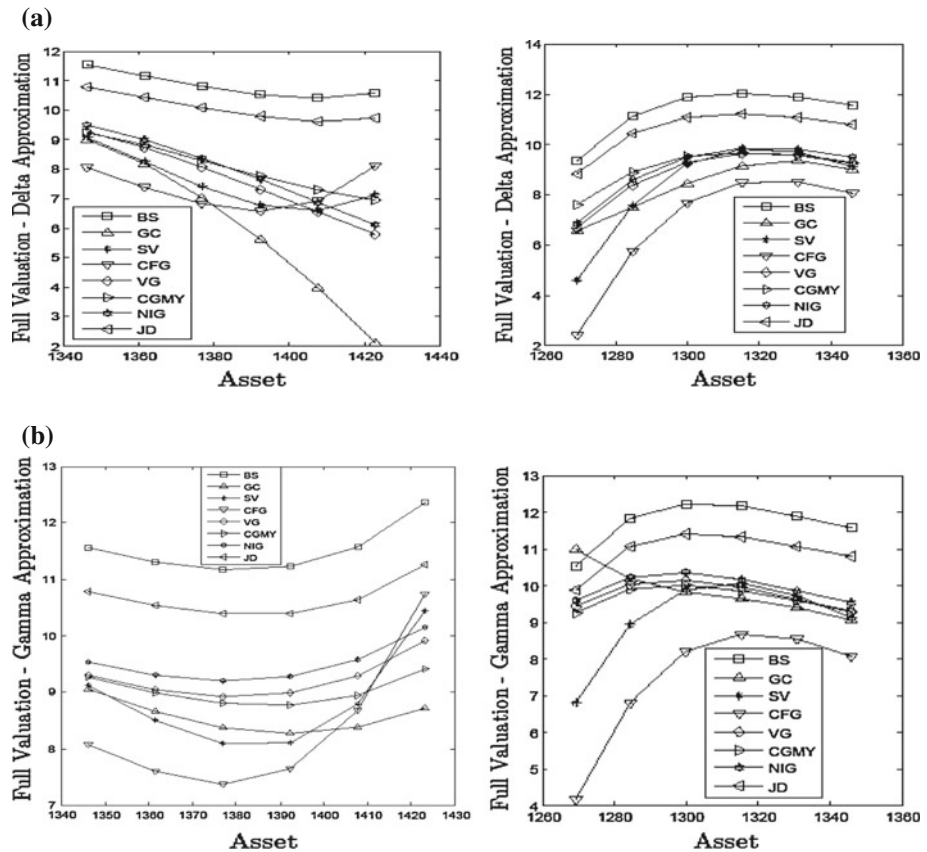 (a)
Full Valuation - Delta Approximation
12
11
10
9
8
7
6
5
4
3
2
BS
GC
SV
CFG
VG
CGMY
NIG
JD
1340 1360 1380 1400 1420 1440
Asset
Full Valuation - Delta Approximation
14
12
10
8
6
4
2
BS
GC
SV
CFG
VG
CGMY
NIG
JD
1260 1280 1300 1320 1340 1360
Asset
(b)
Full Valuation - Gamma Approximation
13
12
11
10
9
8
7
BS
GC
SV
CFG
VG
CGMY
NIG
JD
1340 1350 1360 1370 1380 1390 1400 1410 1420 1430
Asset
Full Valuation - Gamma Approximation
13
12
11
10
9
8
7
6
5
4
BS
GC
SV
CFG
VG
CGMY
NIG
JD
1260 1280 1300 1320 1340 1360
Asset